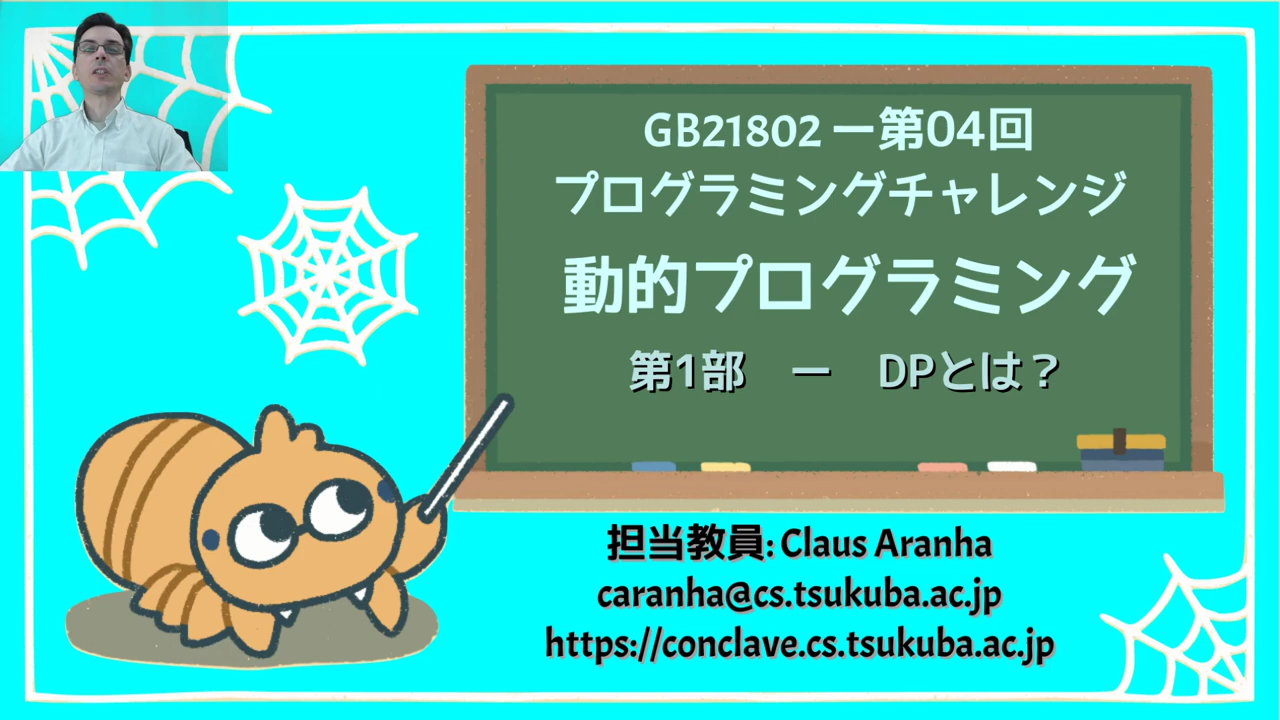 GB21802 ー第04回
プログラミングチャレンジ
動的プログラミング
第1部　ー　DPとは？
担当教員: Claus Aranha
caranha@cs.tsukuba.ac.jp
https://conclave.cs.tsukuba.ac.jp